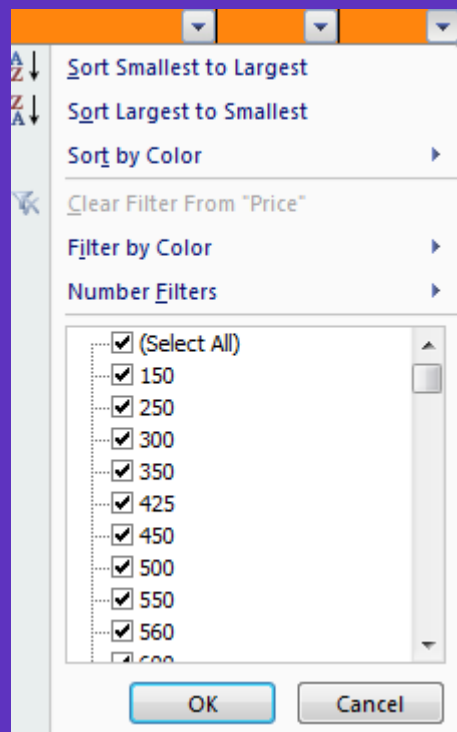 Sort Smallest to Largest
Sort Largest to Smallest
Sort by Color
Clear Filter From "Price"
Filter by Color
Number Filters
(Select All)
150
250
300
350
425
450
500
550
560
OK
Cancel